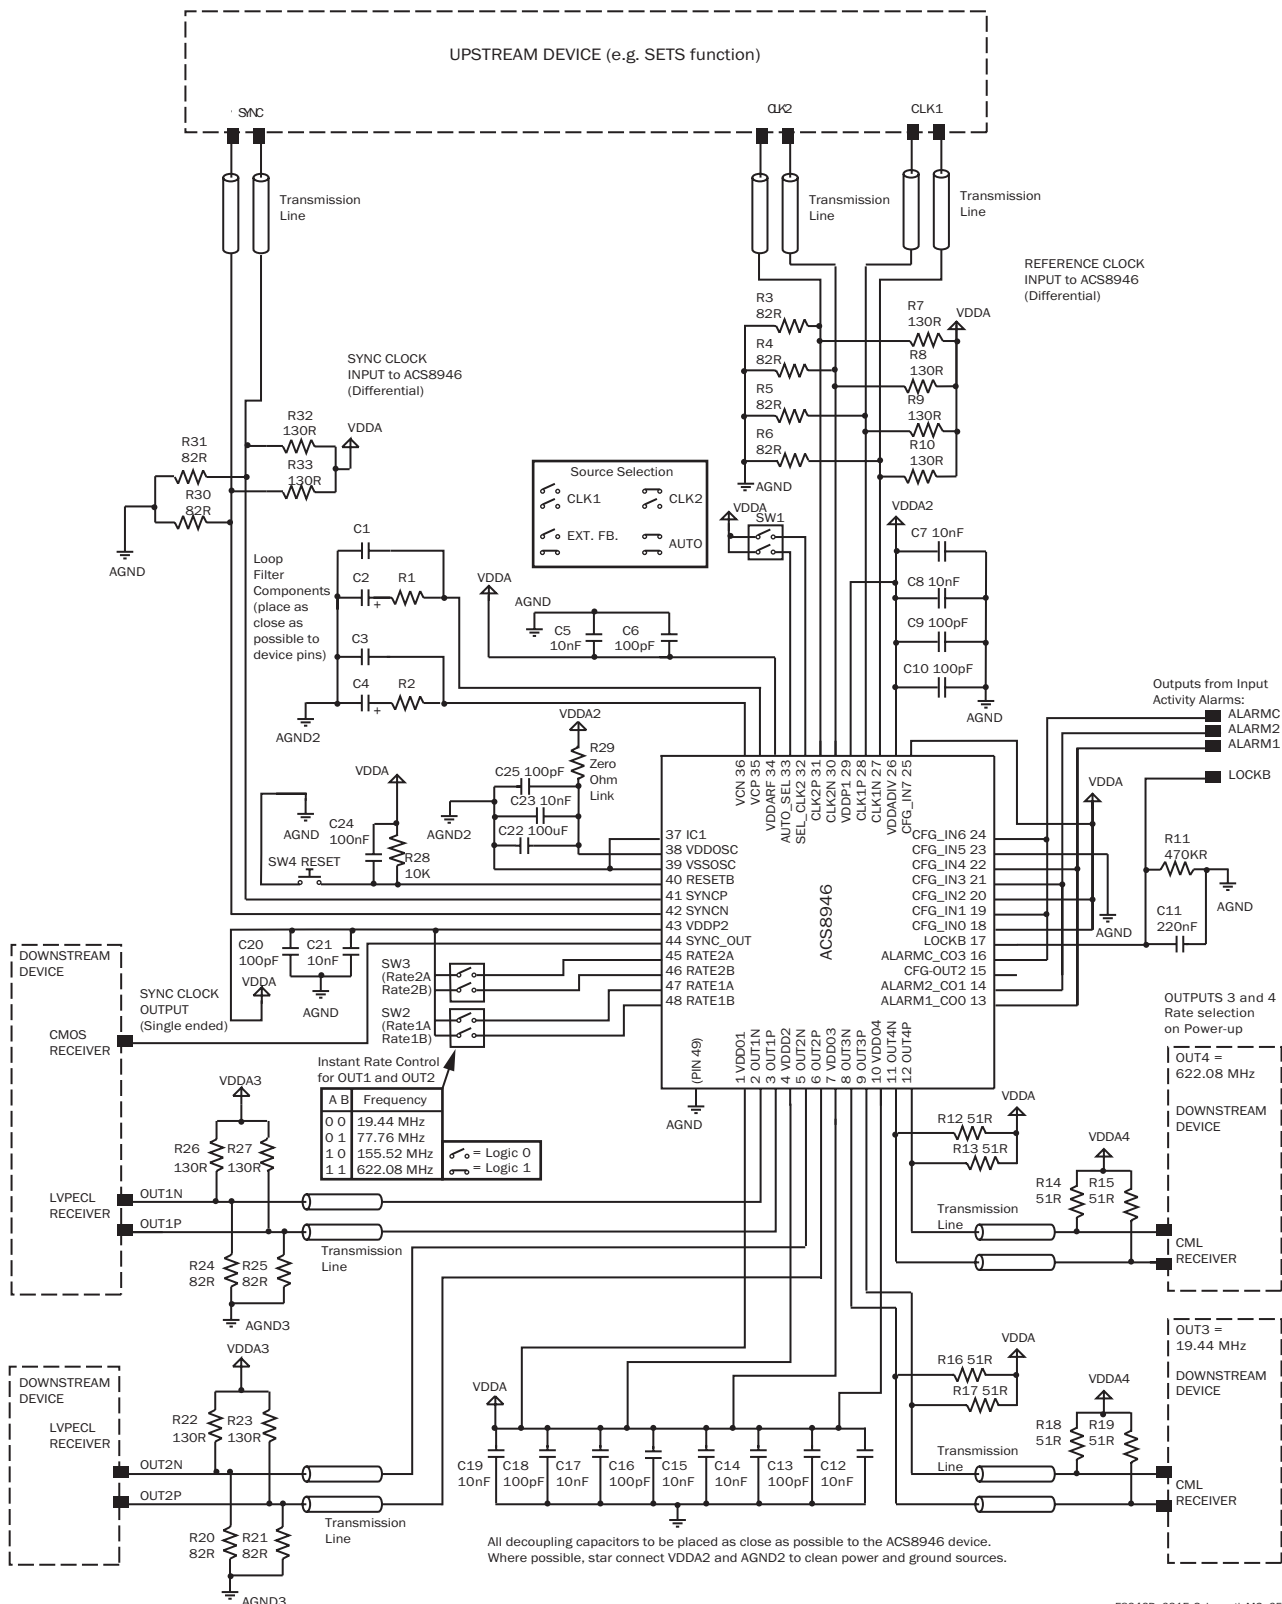 UPSTREAM DEVICE (e.g. SETS function)
SYNC
CLK2
CLK1
Transmission
Line
Transmission
Line
Transmission
Line
REFERENCE CLOCK
INPUT to ACS8946
(Differential)
R3
82R
R4
82R
R5
82R
R6
82R
AGND
R7
130R
VDDA
R8
130R
R9
130R
R10
130R
SYNC CLOCK
INPUT to ACS8946
(Differential)
R32
130R
VDDA
R33
130R
R31
82R
R30
82R
AGND
Source Selection
CLK1
CLK2
EXT. FB.
AUTO
VDDA
SW1
VDDA2
C7 10nF
C8 10nF
C9 100pF
C10 100pF
AGND
Loop
Filter
Components
(place as
close as
possible to
device pins)
C1
C2
R1
+
C3
C4
R2
+
AGND2
VDDA
AGND
C5
10nF
C6
100pF
Outputs from Input
Activity Alarms:
ALARMC
ALARM2
ALARM1
LOCKB
VDDA2
R29
Zero
Ohm
Link
C25 100pF
C23 10nF
C22 100uF
AGND2
VDDA
AGND
C24
100nF
SW4 RESET
R28
10K
VCN 36
VCP 35
VDDARF 34
AUTO_SEL 33
SEL_CLK2 32
CLK2P 31
CLK2N 30
VDDP1 29
CLK1P 28
CLK1N 27
VDDADIV 26
CFG_IN7 25
37 IC1
38 VDDOSC
39 VSSOSC
40 RESETB
41 SYNCP
42 SYNCN
43 VDDP2
44 SYNC_OUT
45 RATE2A
46 RATE2B
47 RATE1A
48 RATE1B
ACS8946
CFG_IN6 24
CFG_IN5 23
CFG_IN4 22
CFG_IN3 21
CFG_IN2 20
CFG_IN1 19
CFG_IN0 18
LOCKB 17
ALARMC_CO3 16
CFG-OUT2 15
ALARM2_CO1 14
ALARM1_CO0 13
(PIN 49)
1 VDDO1
2 OUT1N
3 OUT1P
4 VDDD2
5 OUT2N
6 OUT2P
7 VDDO3
8 OUT3N
9 OUT3P
10 VDDO4
11 OUT4N
12 OUT4P
AGND
VDDA
R11
470KR
AGND
C11
220nF
AGND
C20
100pF
C21
10nF
VDDA
AGND
SW3
(Rate2A
Rate2B)
SW2
(Rate1A
Rate1B)
DOWNSTREAM
DEVICE
CMOS
RECEIVER
SYNC CLOCK
OUTPUT
(Single ended)
Instant Rate Control
for OUT1 and OUT2
A B Frequency
0 0 19.44 MHz
0 1 77.76 MHz
1 0 155.52 MHz
1 1 622.08 MHz
= Logic 0
= Logic 1
VDDA3
R26
130R
R27
130R
LVPECL
RECEIVER
OUT1N
OUT1P
Transmission
Line
R24
82R
R25
82R
AGND3
VDDA3
DOWNSTREAM
DEVICE
LVPECL
RECEIVER
R22
130R
R23
130R
OUT2N
OUT2P
Transmission
Line
R20
82R
R21
82R
AGND3
VDDA
C19
10nF
C18
100pF
C17
10nF
C16
100pF
C15
10nF
C14
10nF
C13
100pF
C12
10nF
OUTPUTS 3 and 4
Rate selection
on Power-up
OUT4 =
622.08 MHz
DOWNSTREAM
DEVICE
CML
RECEIVER
VDDA
R12 51R
R13 51R
VDDA4
R14
51R
R15
51R
Transmission
Line
OUT3 =
19.44 MHz
DOWNSTREAM
DEVICE
CML
RECEIVER
VDDA
R16 51R
R17 51R
VDDA4
R18
51R
R19
51R
Transmission
Line
All decoupling capacitors to be placed as close as possible to the ACS8946 device.
Where possible, star connect VDDA2 and AGND2 to clean power and ground sources.